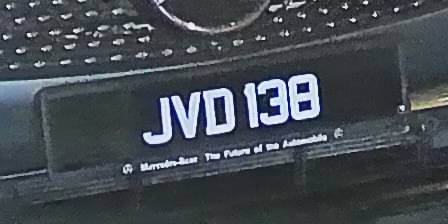 JVD 138
Mercedes-Benz The Future of the Automobile